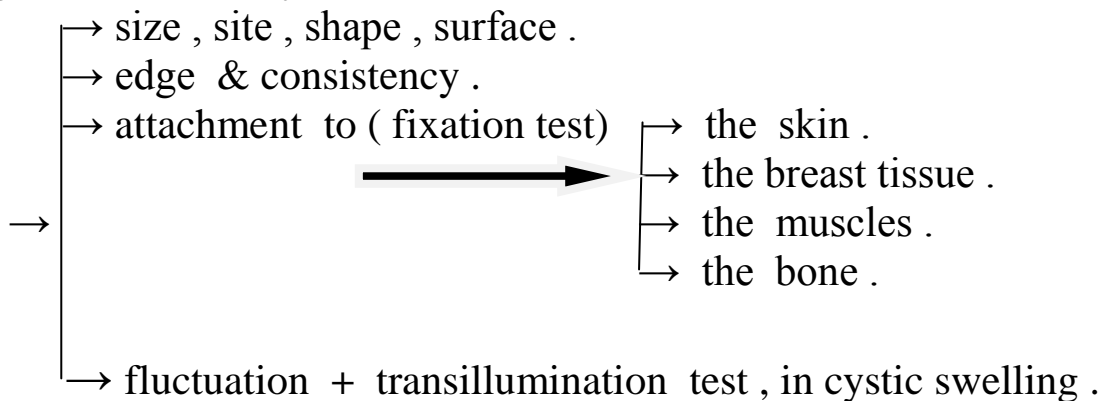 → size , site , shape , surface .
→ edge & consistency .
→ attachment to ( fixation test) → the skin .
→ the breast tissue .
→ → the muscles .
→ the bone .
→ fluctuation + transillumination test , in cystic swelling .